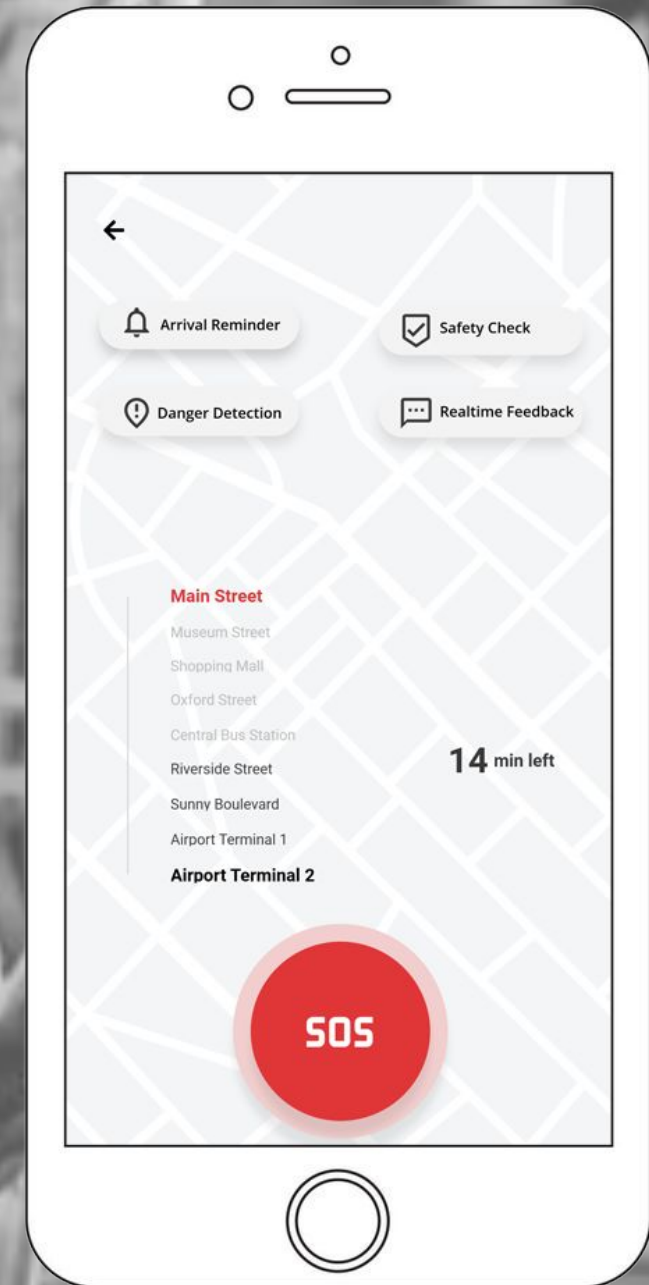 Arrival Reminder
Safety Check
Danger Detection
Realtime Feedback
Main Street
Museum Street
Shopping Mall
Oxford Street
Central Bus Station
Riverside Street
14 min left
Sunny Boulevard
Airport Terminal 1
Airport Terminal 2
SOS